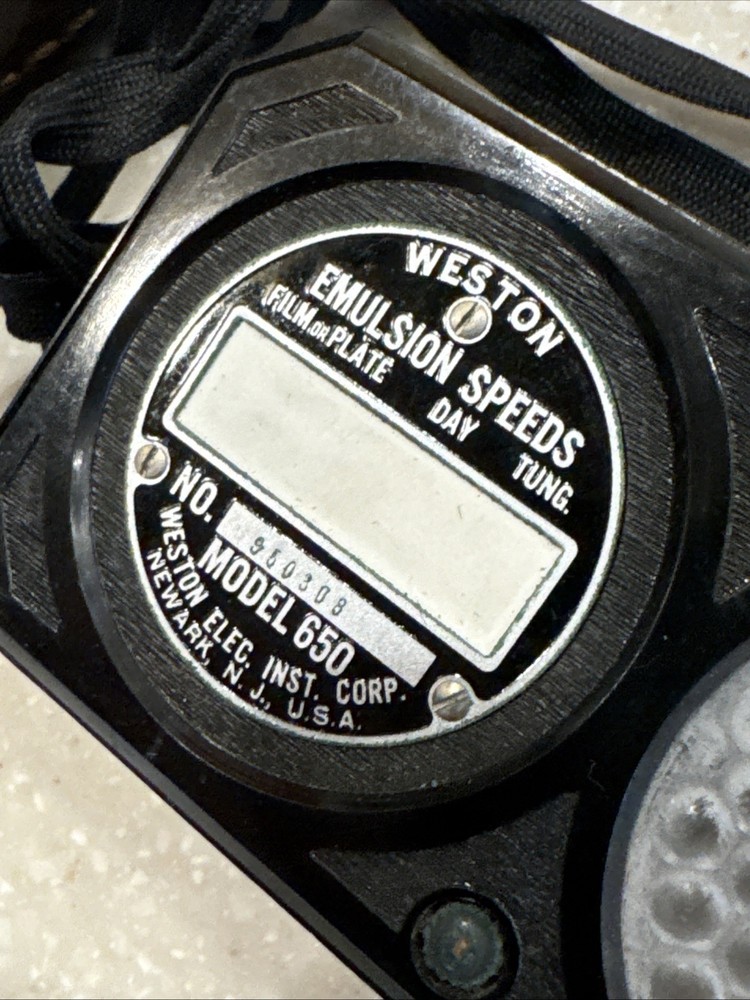 WESTON
EMULSION SPEEDS
(FILM OR PLATE DAY TUNG.
NO. 950308
MODEL 650
WESTON ELEC. INST. CORP.
NEWARK, N. J., U.S.A.